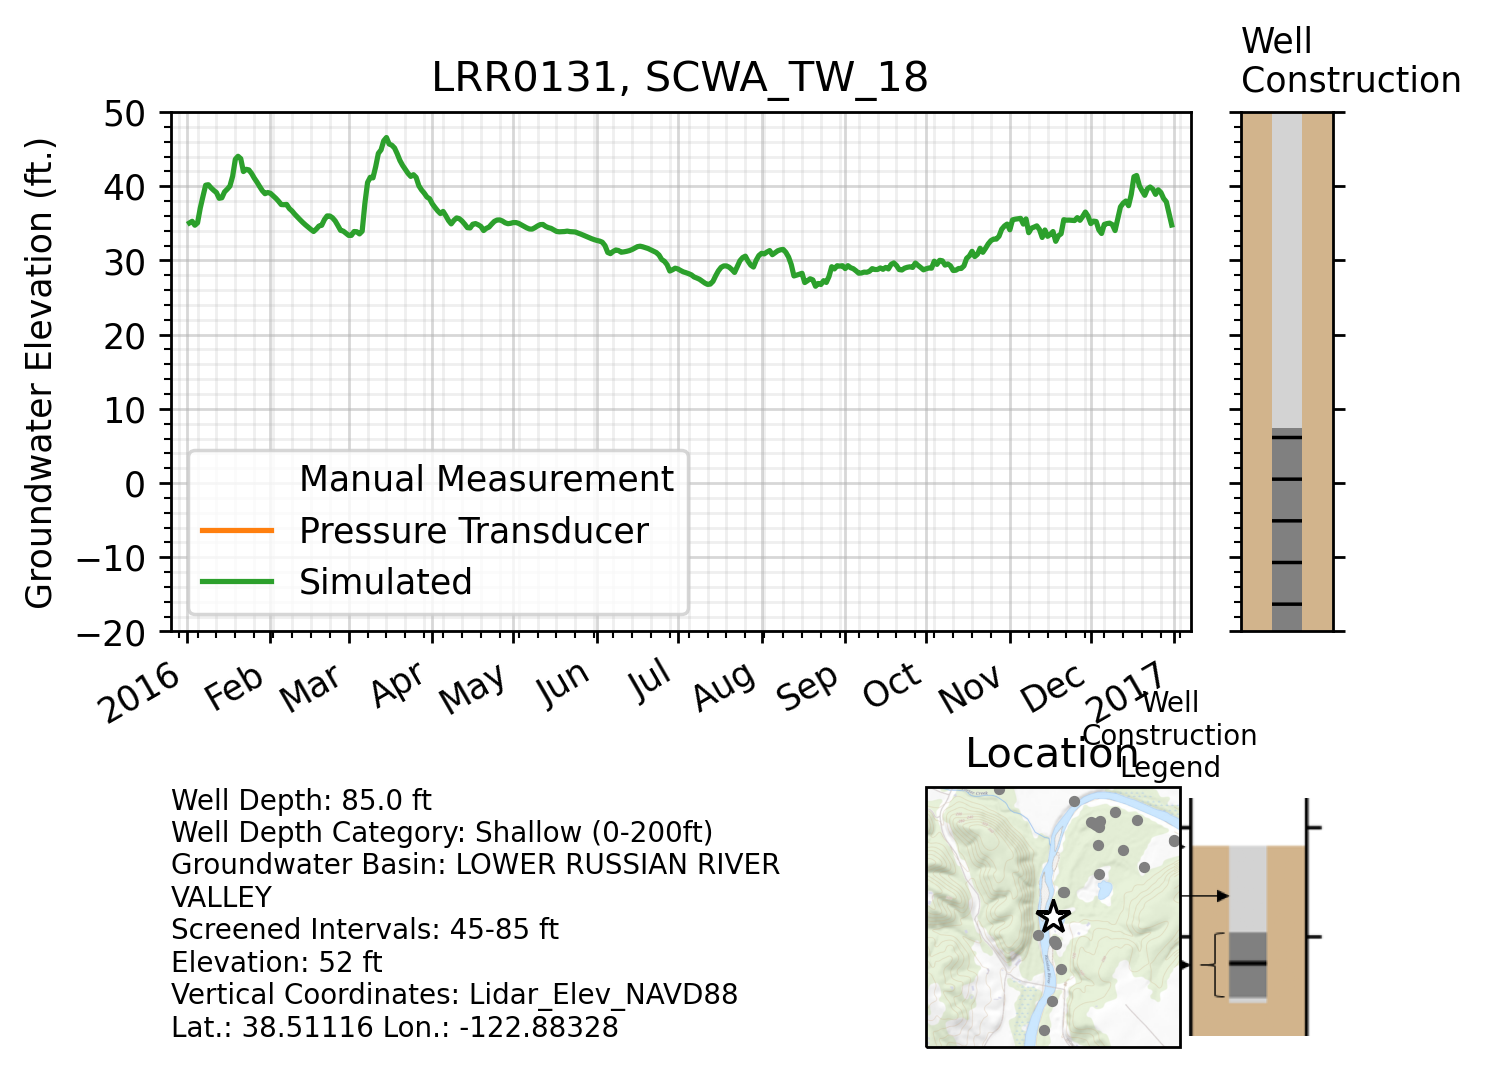 Well
Construction
LRR0131, SCWA_TW_18
Groundwater Elevation (ft.)
50
40
30
20
10
0
−10
−20
Manual Measurement
Pressure Transducer
Simulated
2016
Feb
Mar
Apr
May
Jun
Jul
Aug
Sep
Oct
Nov
Dec
2017
Well
Construction
Legend
Location
Well Depth: 85.0 ft
Well Depth Category: Shallow (0-200ft)
Groundwater Basin: LOWER RUSSIAN RIVER
VALLEY
Screened Intervals: 45-85 ft
Elevation: 52 ft
Vertical Coordinates: Lidar_Elev_NAVD88
Lat.: 38.51116 Lon.: -122.88328